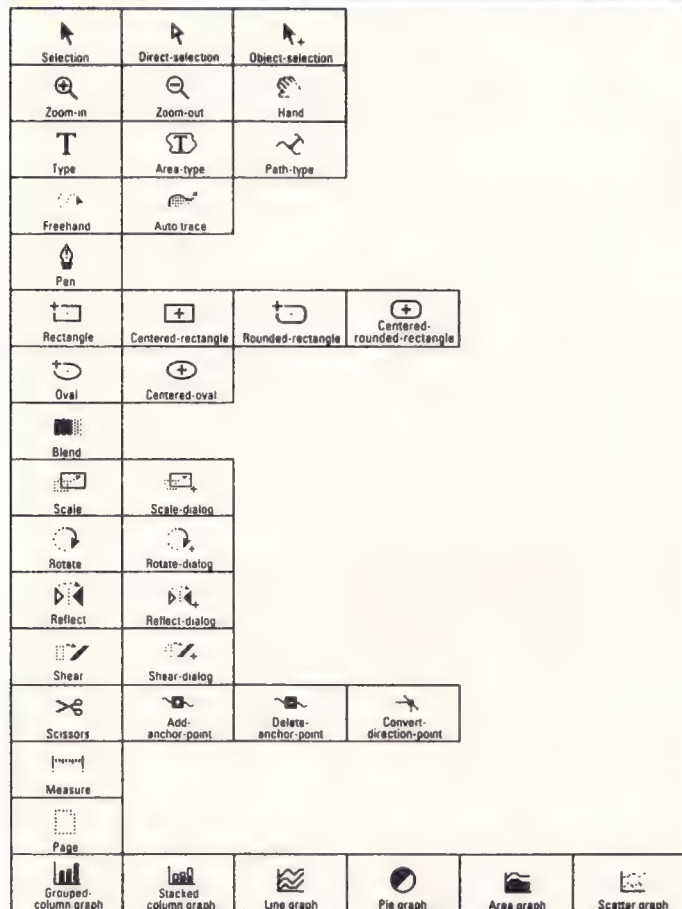 Selection Direct-selection Object-selection
Zoom-in Zoom-out Hand
T T
Type Area-type Path-type
Freehand Auto trace
Pen
Rectangle Centered-rectangle Rounded-rectangle Centered-
rounded-rectangle
Oval Centered-oval
Blend
Scale Scale-dialog
Rotate Rotate-dialog
Reflect Reflect-dialog
Shear Shear-dialog
Scissors Add-
anchor-point Delete-
anchor-point Convert-
direction-point
Measure
Page
Grouped-
column graph Stacked
column graph Line graph Pie graph Area graph Scatter graph